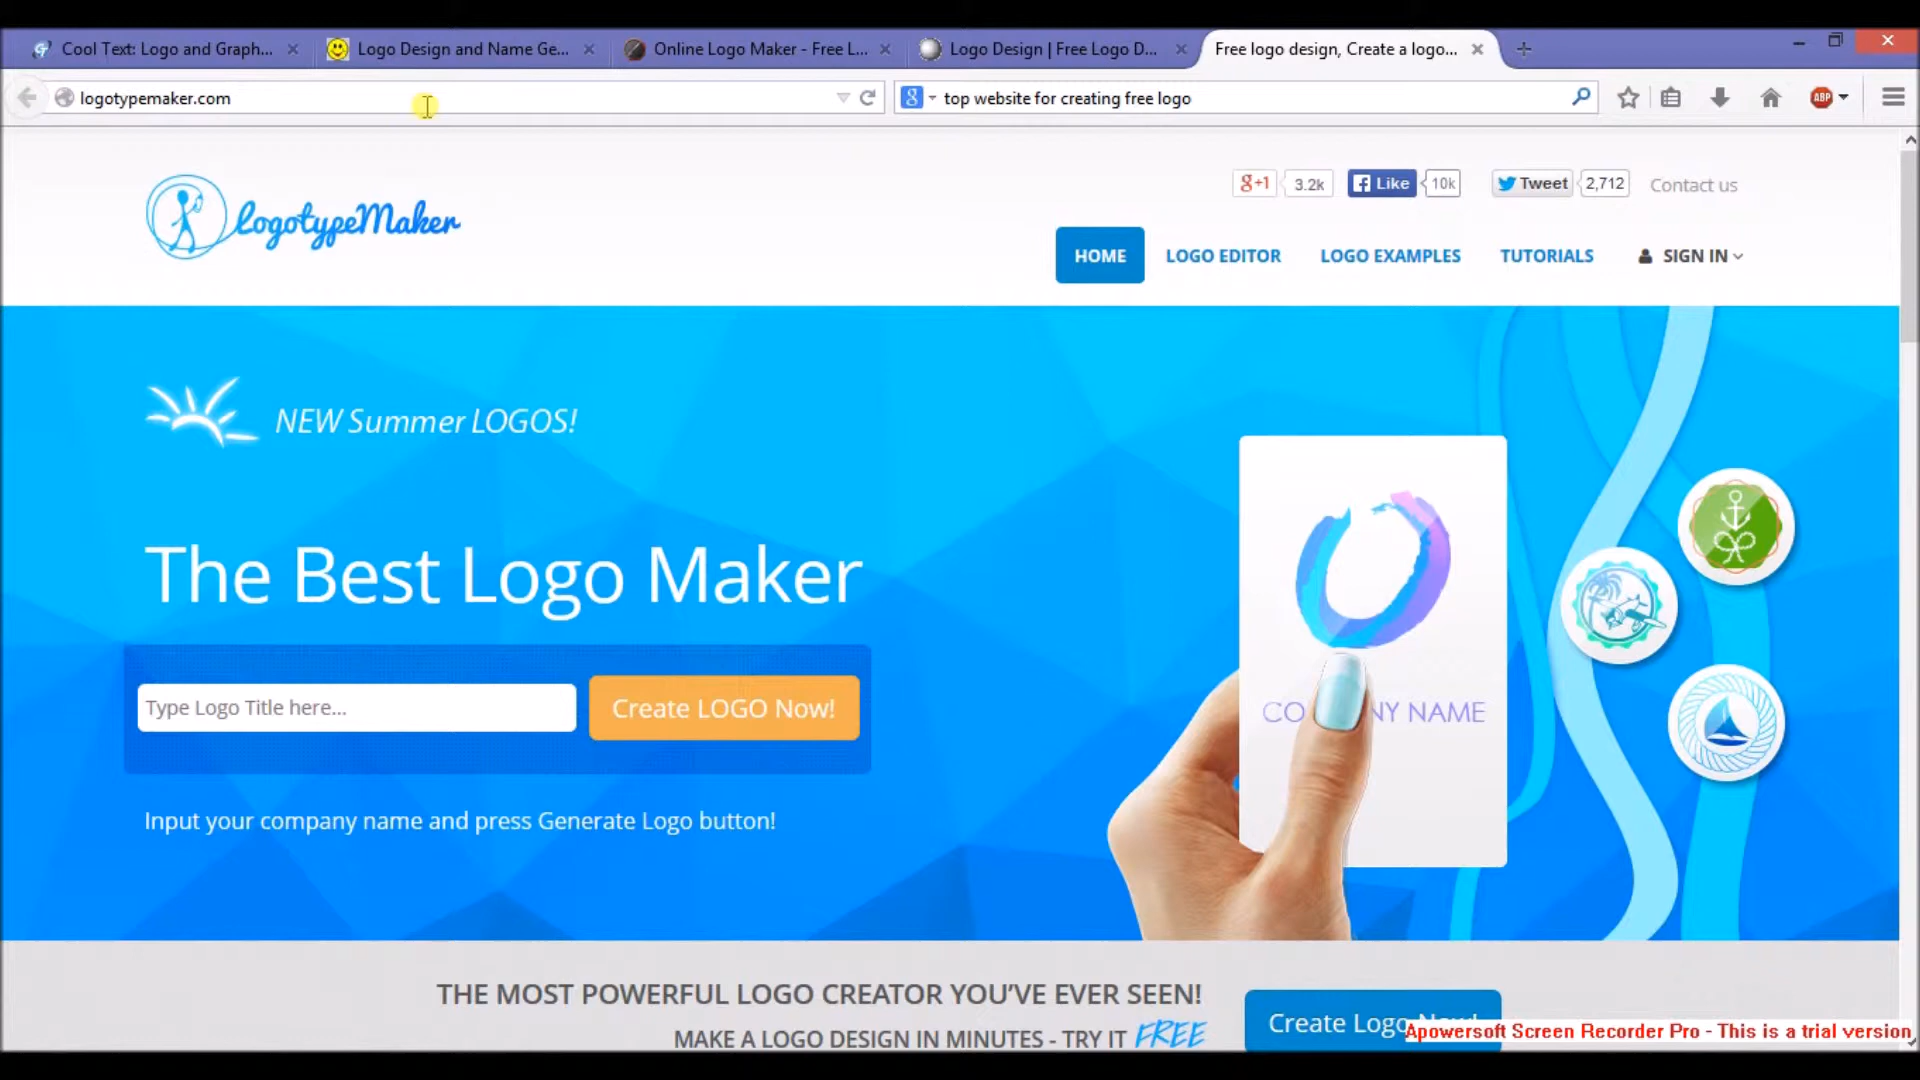 Cool Text: Logo and Graph...
Logo Design and Name Ge...
Online Logo Maker - Free L...
Logo Design | Free Logo D...
Free logo design, Create a logo...
logotypemaker.com
top website for creating free logo
ABP
LogotypeMaker
g+1
3.2k
Like
10k
Tweet
2,712
Contact us
HOME
LOGO EDITOR
LOGO EXAMPLES
TUTORIALS
SIGN IN
NEW Summer LOGOS!
The Best Logo Maker
Type Logo Title here...
Create LOGO Now!
Input your company name and press Generate Logo button!
CO NY NAME
THE MOST POWERFUL LOGO CREATOR YOU'VE EVER SEEN!
MAKE A LOGO DESIGN IN MINUTES - TRY IT FREE
Create Logo Now!
Apowersoft Screen Recorder Pro - This is a trial version